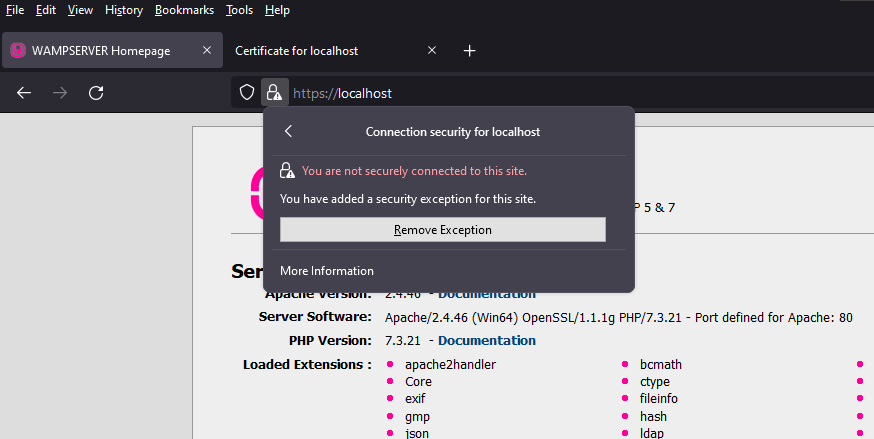 File Edit View History Bookmarks Tools Help
WAMPSERVER Homepage
Certificate for localhost
https://localhost
Connection security for localhost
You are not securely connected to this site.
You have added a security exception for this site.
P 5 & 7
Remove Exception
More Information
Ser
Apache Version: 2.4.46 - Documentation
Server Software: Apache/2.4.46 (Win64) OpenSSL/1.1.1g PHP/7.3.21 - Port defined for Apache: 80
PHP Version: 7.3.21 - Documentation
Loaded Extensions : apache2handler bcmath
Core ctype
exif fileinfo
gmp hash
json ldap